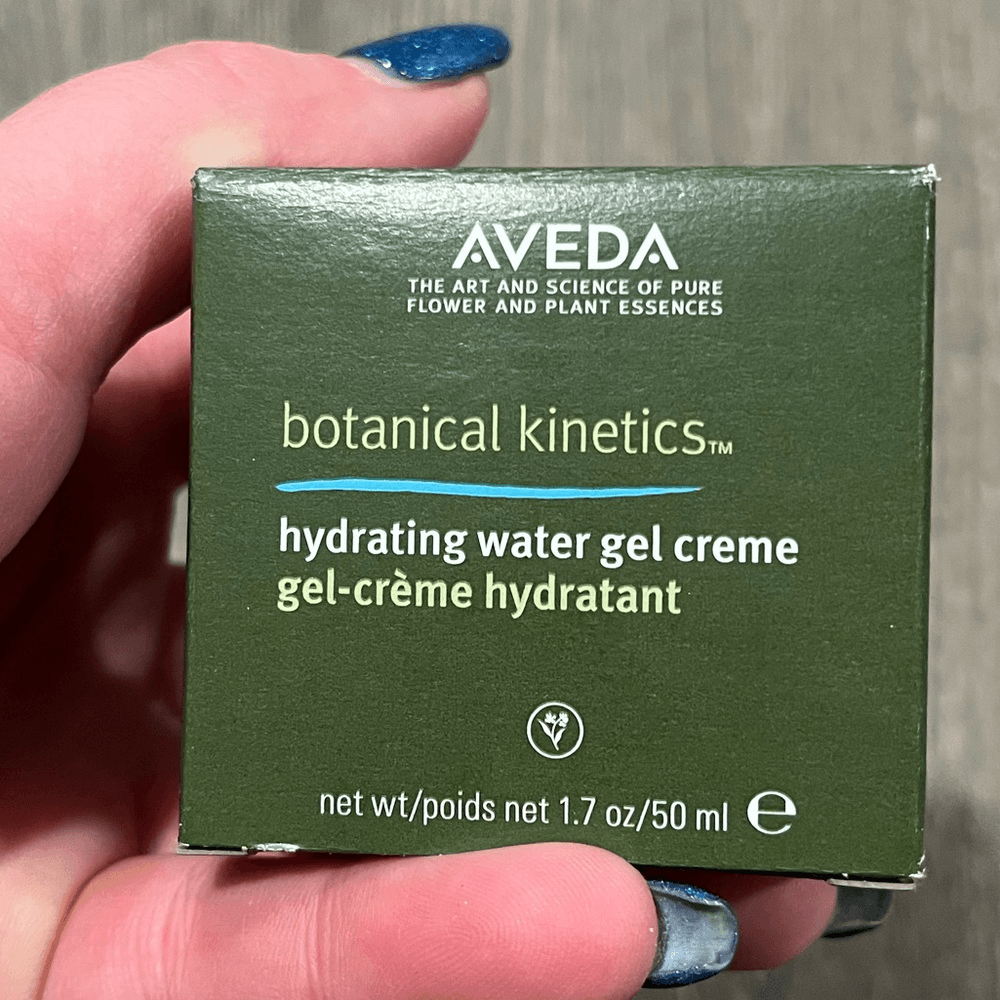 AVEDA
THE ART AND SCIENCE OF PURE
FLOWER AND PLANT ESSENCES
botanical kinetics™
hydrating water gel creme
gel-crème hydratant
net wt/poids net 1.7 oz/50 ml ℮